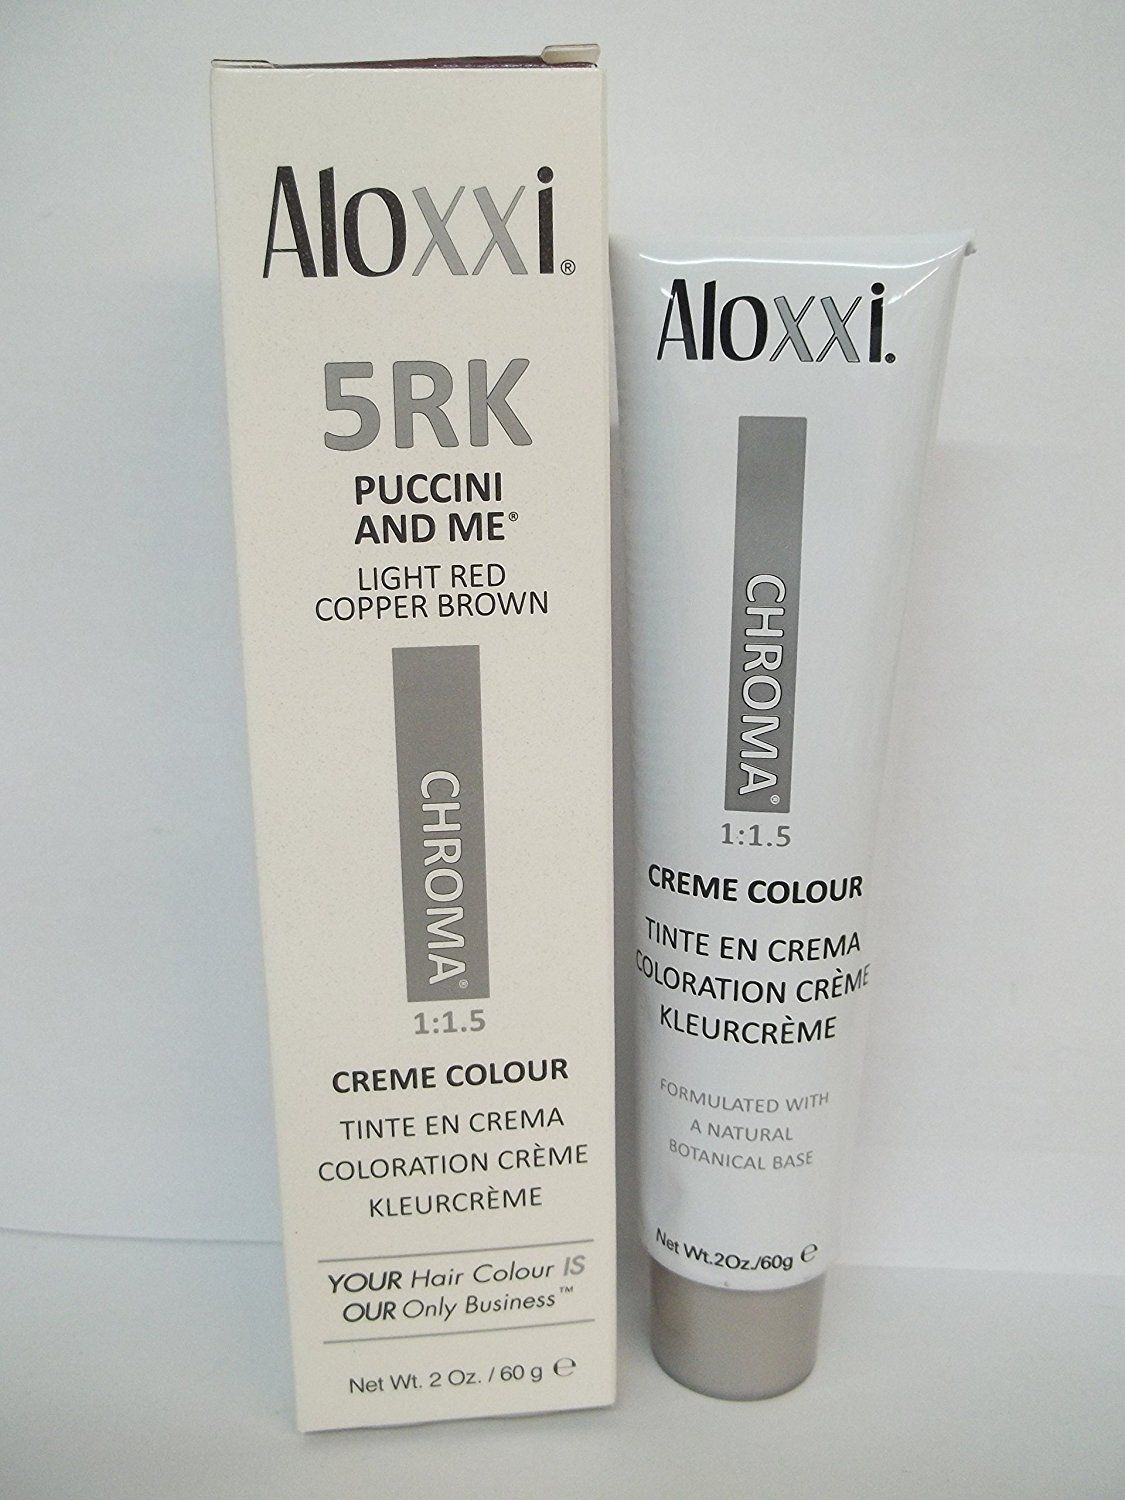 Aloxxi®
5RK
PUCCINI
AND ME®
LIGHT RED
COPPER BROWN
CHROMA®
1:1.5
CREME COLOUR
TINTE EN CREMA
COLORATION CRÈME
KLEURCRÈME
YOUR Hair Colour IS
OUR Only Business™
Net Wt. 2 Oz. / 60 g ℮
Aloxxi®
CHROMA®
1:1.5
CREME COLOUR
TINTE EN CREMA
COLORATION CRÈME
KLEURCRÈME
FORMULATED WITH
A NATURAL
BOTANICAL BASE
Net Wt.2Oz./60g ℮